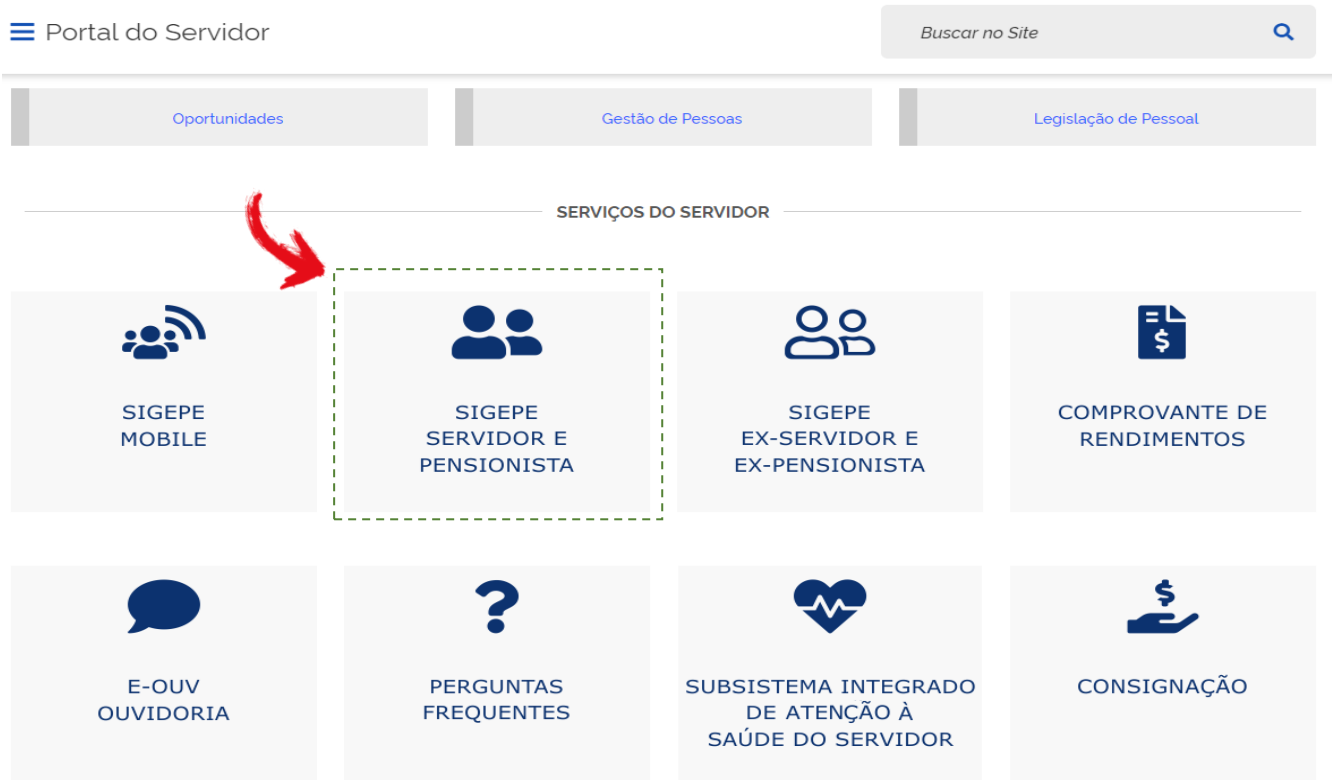 Portal do Servidor
Buscar no Site
Oportunidades
Gestão de Pessoas
Legislação de Pessoal
SERVIÇOS DO SERVIDOR
SIGEPE
MOBILE
SIGEPE
SERVIDOR E
PENSIONISTA
SIGEPE
EX-SERVIDOR E
EX-PENSIONISTA
COMPROVANTE DE
RENDIMENTOS
E-OUV
OUVIDORIA
PERGUNTAS
FREQUENTES
SUBSISTEMA INTEGRADO
DE ATENÇÃO À
SAÚDE DO SERVIDOR
CONSIGNAÇÃO